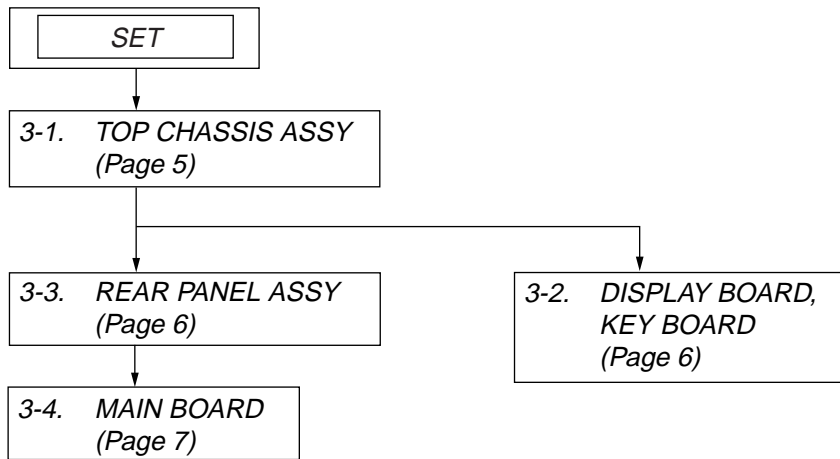 SET
3-1. TOP CHASSIS ASSY
(Page 5)
3-3. REAR PANEL ASSY
(Page 6)
3-2. DISPLAY BOARD,
KEY BOARD
(Page 6)
3-4. MAIN BOARD
(Page 7)